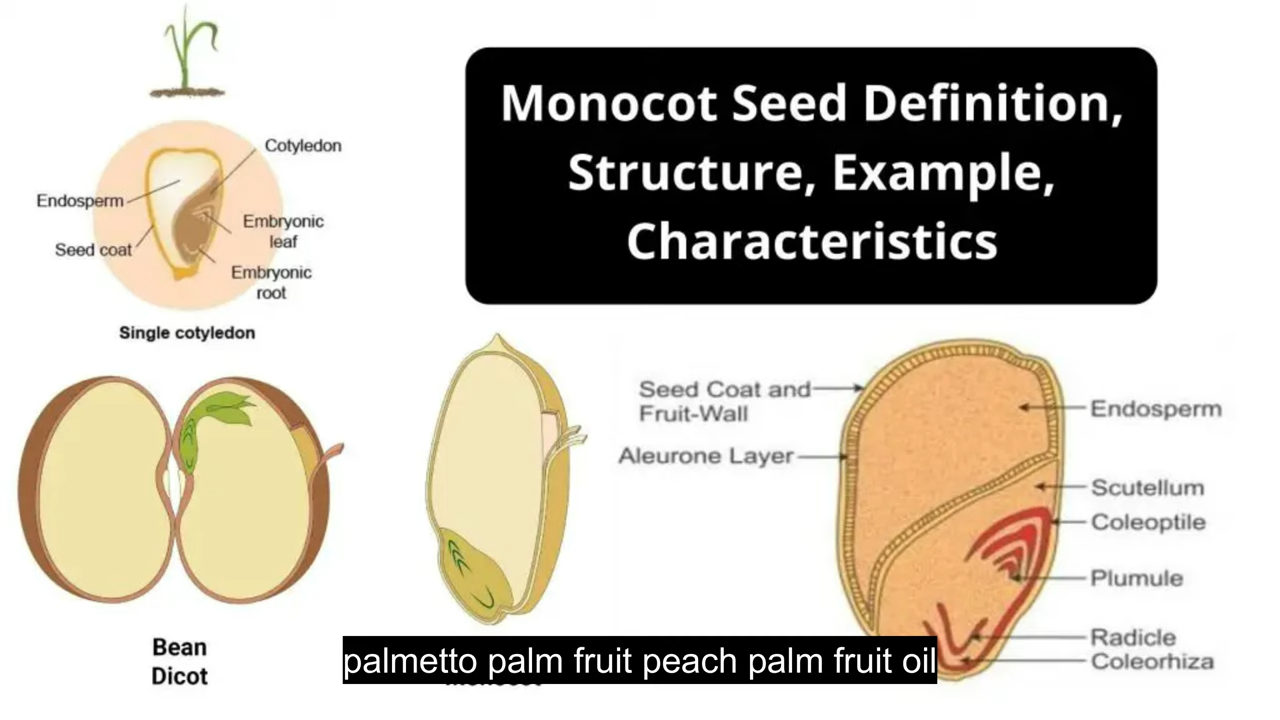 Monocot Seed Definition,
Structure, Example,
Characteristics
Cotyledon
Endosperm
Embryonic
leaf
Seed coat
Embryonic
root
Single cotyledon
Seed Coat and
Fruit-Wall
Aleurone Layer
Endosperm
Scutellum
Coleoptile
Plumule
Radicle
Coleorhiza
Bean
Dicot
palmetto palm fruit peach palm fruit oil